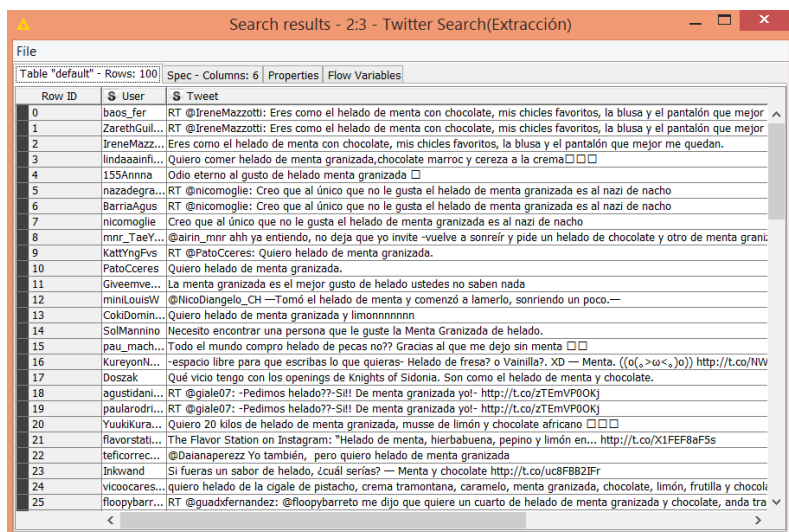 Search results - 2:3 - Twitter Search(Extracción)
File
Table "default" - Rows: 100 Spec - Columns: 6 Properties Flow Variables
Row ID S User S Tweet
0 baos_fer RT @IreneMazzotti: Eres como el helado de menta con chocolate, mis chicles favoritos, la blusa y el pantalón que mejor
1 ZarethGuil... RT @IreneMazzotti: Eres como el helado de menta con chocolate, mis chicles favoritos, la blusa y el pantalón que mejor
2 IreneMazz... Eres como el helado de menta con chocolate, mis chicles favoritos, la blusa y el pantalón que mejor me quedan.
3 lindaaainfi... Quiero comer helado de menta granizada,chocolate marroc y cereza a la crema□□□
4 155Annna Odio eterno al gusto de helado menta granizada □
5 nazadegra... RT @nicomoglie: Creo que al único que no le gusta el helado de menta granizada es al nazi de nacho
6 BarriaAgus RT @nicomoglie: Creo que al único que no le gusta el helado de menta granizada es al nazi de nacho
7 nicomoglie Creo que al único que no le gusta el helado de menta granizada es al nazi de nacho
8 mnr_TaeY... @airin_mnr ahh ya entiendo, no deja que yo invite -vuelve a sonreír y pide un helado de chocolate y otro de menta graniz
9 KattYngFvs RT @PatoCceres: Quiero helado de menta granizada.
10 PatoCceres Quiero helado de menta granizada.
11 Giveemve... La menta granizada es el mejor gusto de helado ustedes no saben nada
12 miniLouisW @NicoDiangelo_CH —Tomó el helado de menta y comenzó a lamerlo, sonriendo un poco.—
13 CokiDomin... Quiero helado de menta granizada y limonnnnnnn
14 SolMannino Necesito encontrar una persona que le guste la Menta Granizada de helado.
15 pau_mach... Todo el mundo compro helado de pecas no?? Gracias al que me dejo sin menta □□
16 KureyonN... -espacio libre para que escribas lo que quieras- Helado de fresa? o Vainilla?. XD — Menta. ((o(｡>ω<｡)o)) http://t.co/NW
17 Doszak Qué vicio tengo con los openings de Knights of Sidonia. Son como el helado de menta y chocolate.
18 agustidani... RT @giale07: -Pedimos helado??-Si!! De menta granizada yo!- http://t.co/zTEmVP0OKj
19 paularodri... RT @giale07: -Pedimos helado??-Si!! De menta granizada yo!- http://t.co/zTEmVP0OKj
20 YuukiKura... Quiero 20 kilos de helado de menta granizada, musse de limón y chocolate africano □□□
21 flavorstati... The Flavor Station on Instagram: "Helado de menta, hierbabuena, pepino y limón en... http://t.co/X1FEF8aF5s
22 teficorrec... @Daianaperezz Yo también, pero quiero helado de menta granizada
23 Inkvand Si fueras un sabor de helado, ¿cuál serías? — Menta y chocolate http://t.co/uc8FBB2IFr
24 vicoocares... quiero helado de la cigale de pistacho, crema tramontana, caramelo, menta granizada, chocolate, limón, frutilla y chocola
25 floopybarr... RT @guadxfernandez: @floopybarreto me dijo que quiere un cuarto de helado de menta granizada y chocolate, anda tra